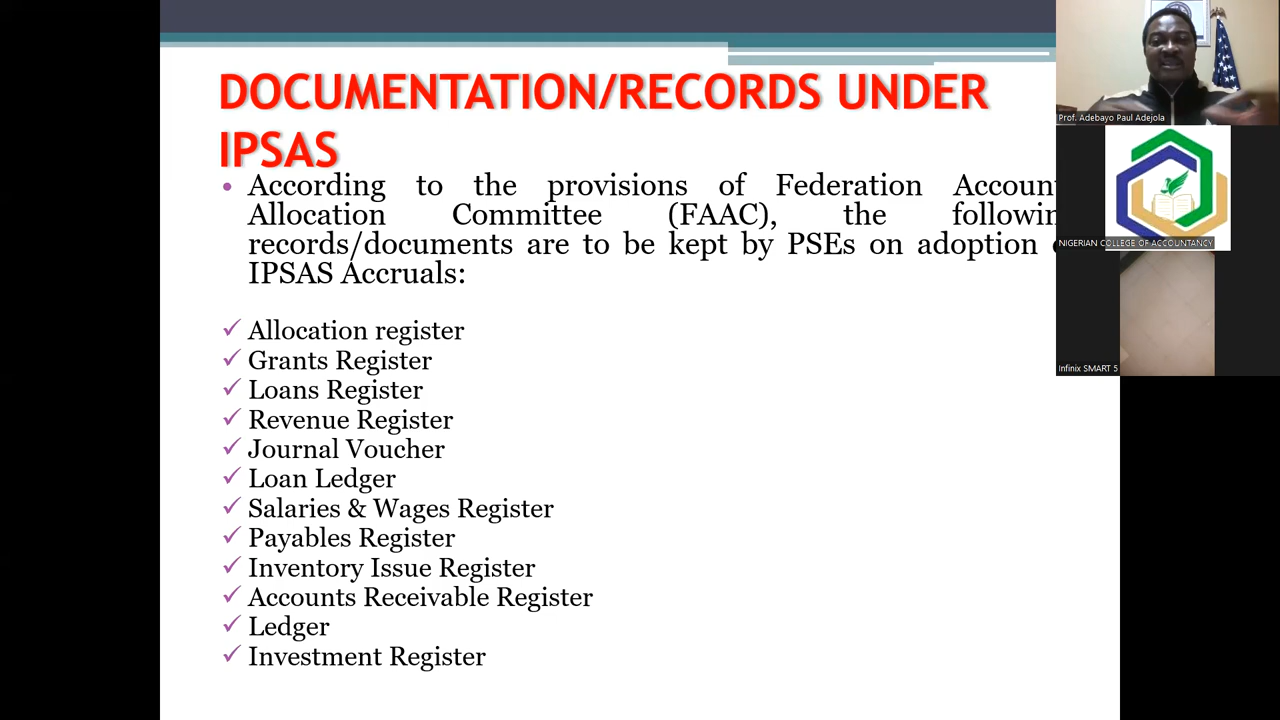 DOCUMENTATION/RECORDS UNDER
IPSAS
• According to the provisions of Federation Accoun
Allocation Committee (FAAC), the followin
records/documents are to be kept by PSEs on adoption
IPSAS Accruals:
✓ Allocation register
✓ Grants Register
✓ Loans Register
✓ Revenue Register
✓ Journal Voucher
✓ Loan Ledger
✓ Salaries & Wages Register
✓ Payables Register
✓ Inventory Issue Register
✓ Accounts Receivable Register
✓ Ledger
✓ Investment Register
Prof. Adebayo Paul Adejola
NIGERIAN COLLEGE OF ACCOUNTANCY
Infinix SMART 5